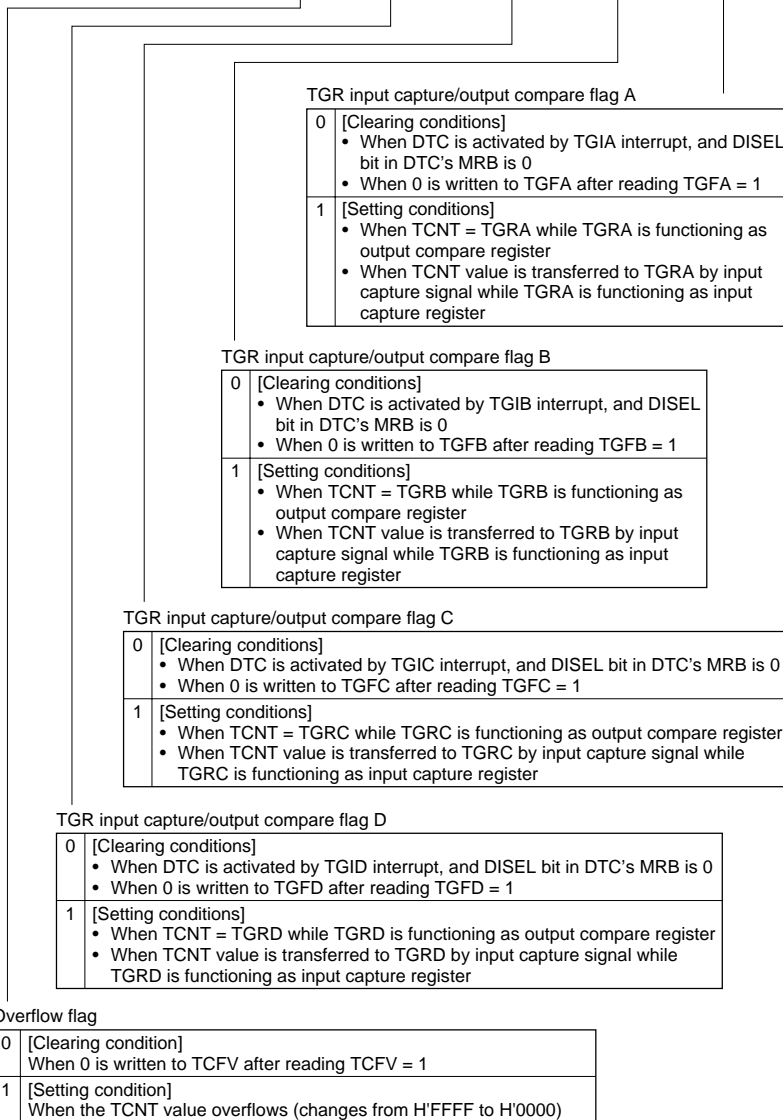 TGR input capture/output compare flag A
0 [Clearing conditions]
• When DTC is activated by TGIA interrupt, and DISEL
bit in DTC's MRB is 0
• When 0 is written to TGFA after reading TGFA = 1
1 [Setting conditions]
• When TCNT = TGRA while TGRA is functioning as
output compare register
• When TCNT value is transferred to TGRA by input
capture signal while TGRA is functioning as input
capture register
TGR input capture/output compare flag B
0 [Clearing conditions]
• When DTC is activated by TGIB interrupt, and DISEL
bit in DTC's MRB is 0
• When 0 is written to TGFB after reading TGFB = 1
1 [Setting conditions]
• When TCNT = TGRB while TGRB is functioning as
output compare register
• When TCNT value is transferred to TGRB by input
capture signal while TGRB is functioning as input
capture register
TGR input capture/output compare flag C
0 [Clearing conditions]
• When DTC is activated by TGIC interrupt, and DISEL bit in DTC's MRB is 0
• When 0 is written to TGFC after reading TGFC = 1
1 [Setting conditions]
• When TCNT = TGRC while TGRC is functioning as output compare register
• When TCNT value is transferred to TGRC by input capture signal while
TGRC is functioning as input capture register
TGR input capture/output compare flag D
0 [Clearing conditions]
• When DTC is activated by TGID interrupt, and DISEL bit in DTC's MRB is 0
• When 0 is written to TGFD after reading TGFD = 1
1 [Setting conditions]
• When TCNT = TGRD while TGRD is functioning as output compare register
• When TCNT value is transferred to TGRD by input capture signal while
TGRD is functioning as input capture register
Overflow flag
0 [Clearing condition]
When 0 is written to TCFV after reading TCFV = 1
1 [Setting condition]
When the TCNT value overflows (changes from H'FFFF to H'0000)